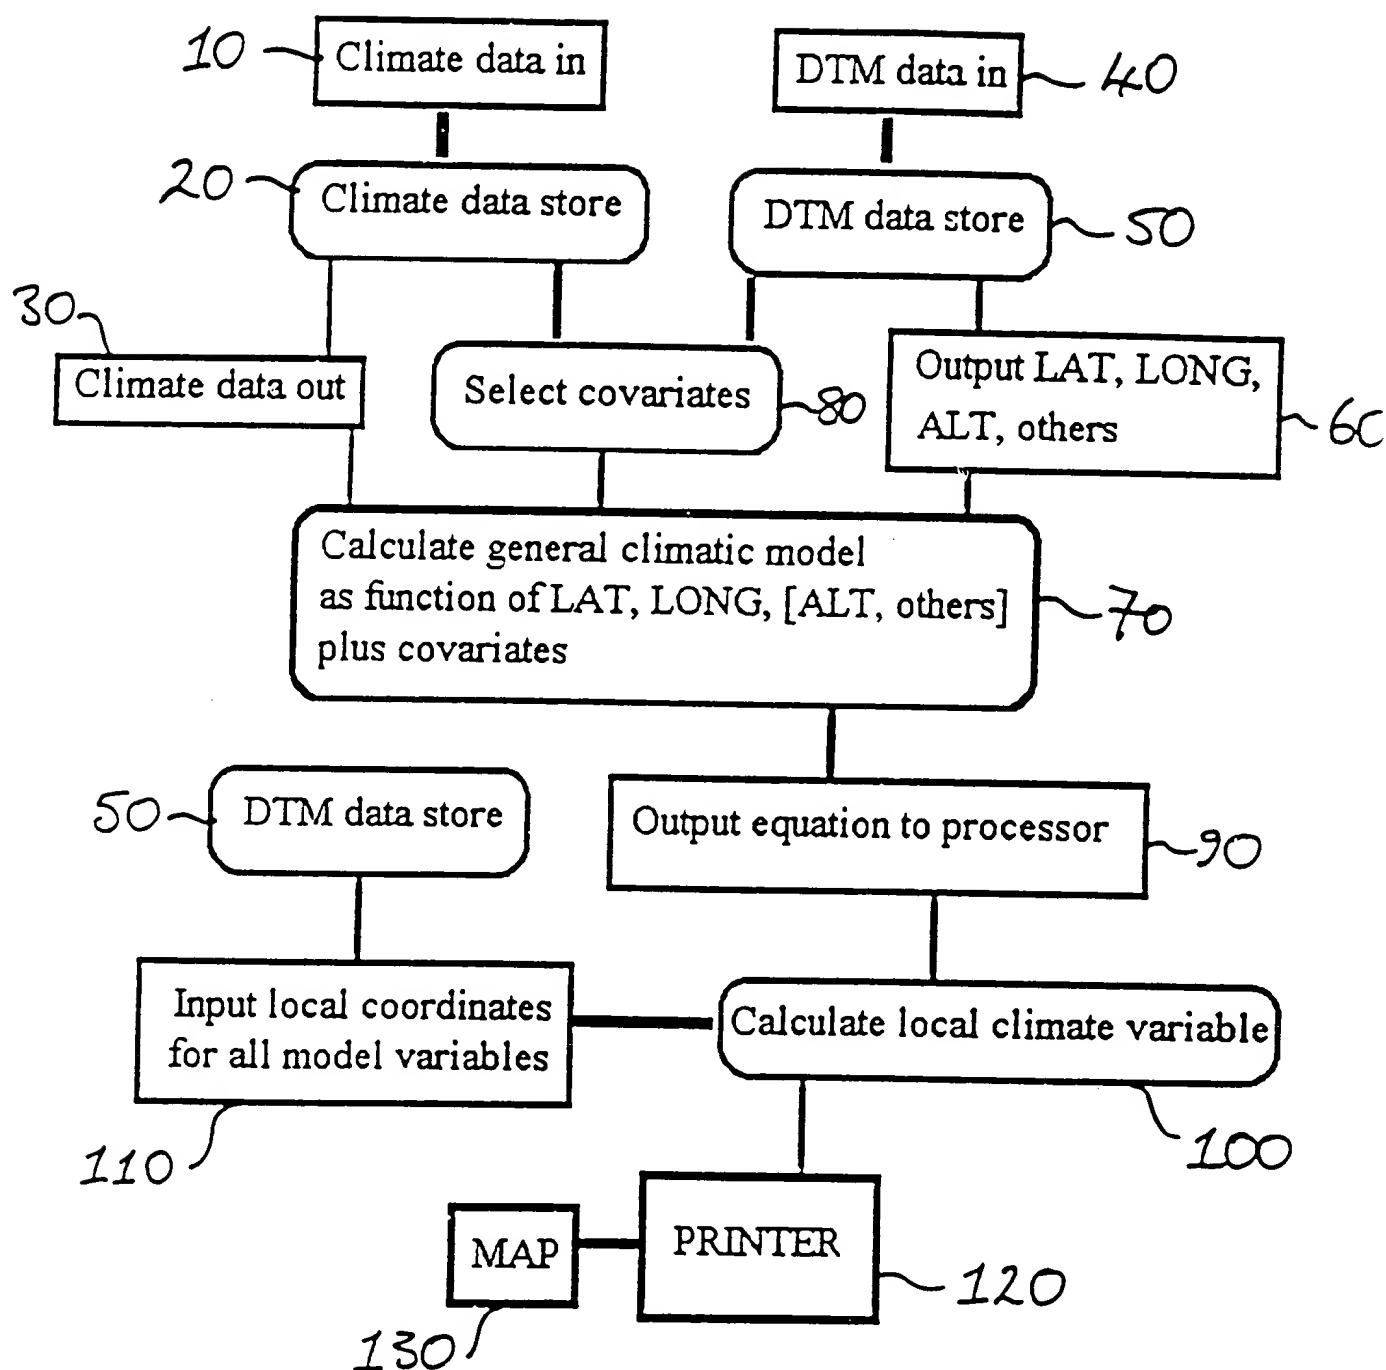 10
Climate data in
DTM data in
40
20
Climate data store
DTM data store
50
30
Climate data out
Select covariates
80
Output LAT, LONG,
ALT, others
60
Calculate general climatic model
as function of LAT, LONG, [ALT, others]
plus covariates
70
50
DTM data store
Output equation to processor
90
Input local coordinates
for all model variables
Calculate local climate variable
110
100
MAP
PRINTER
120
130